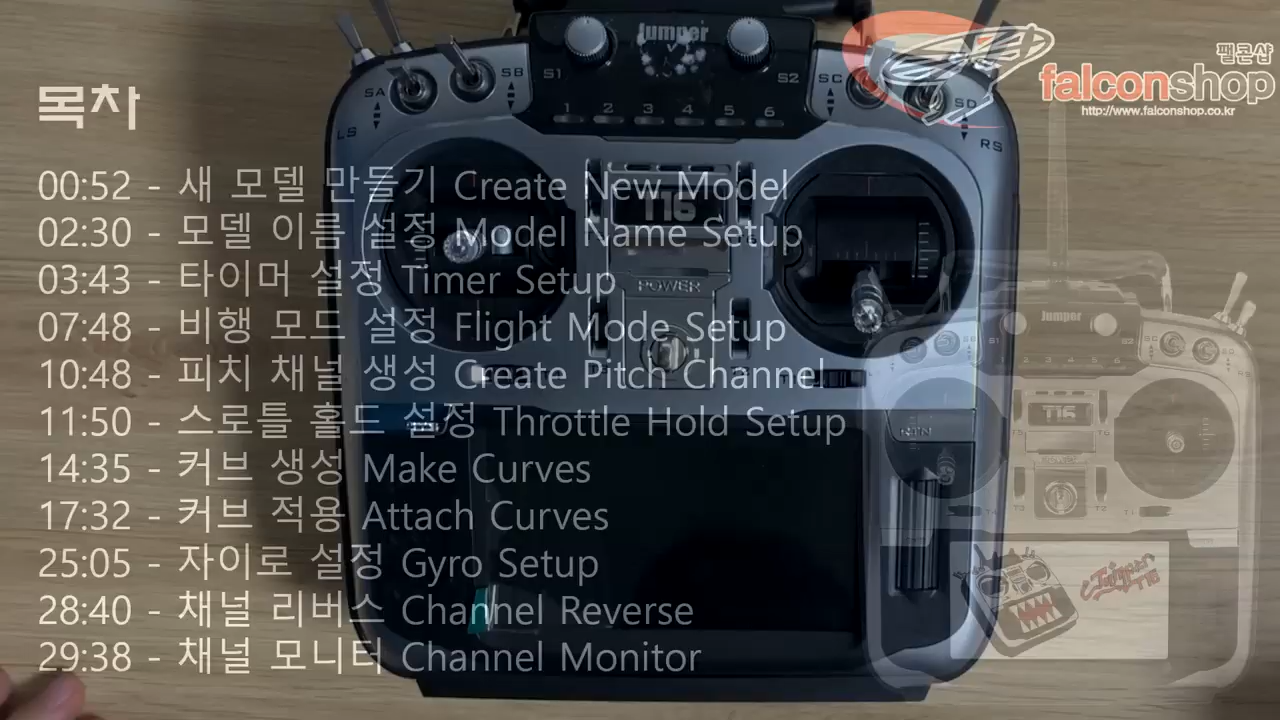 Jumper
팰콘샵
falconshop
http://www.falconshop.co.kr
S1
S2
SA
SB
SC
SD
LS
RS
1 2 3 4 5 6
T16
POWER
RTN
목차
00:52 - 새 모델 만들기 Create New Model
02:30 - 모델 이름 설정 Model Name Setup
03:43 - 타이머 설정 Timer Setup
07:48 - 비행 모드 설정 Flight Mode Setup
10:48 - 피치 채널 생성 Create Pitch Channel
11:50 - 스로틀 홀드 설정 Throttle Hold Setup
14:35 - 커브 생성 Make Curves
17:32 - 커브 적용 Attach Curves
25:05 - 자이로 설정 Gyro Setup
28:40 - 채널 리버스 Channel Reverse
29:38 - 채널 모니터 Channel Monitor
Jumper
T16
Jumper T16